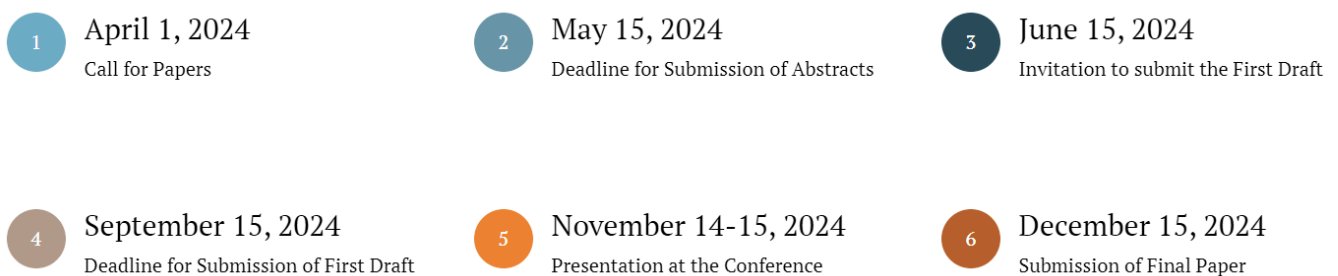 1
April 1, 2024
Call for Papers
2
May 15, 2024
Deadline for Submission of Abstracts
3
June 15, 2024
Invitation to submit the First Draft
4
September 15, 2024
Deadline for Submission of First Draft
5
November 14-15, 2024
Presentation at the Conference
6
December 15, 2024
Submission of Final Paper